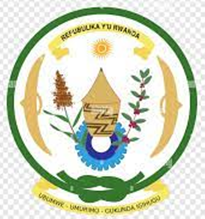 REPUBULIKA Y'U RWANDA
UBUMWE - UMURIMO - GUKUNDA IGIHUGU